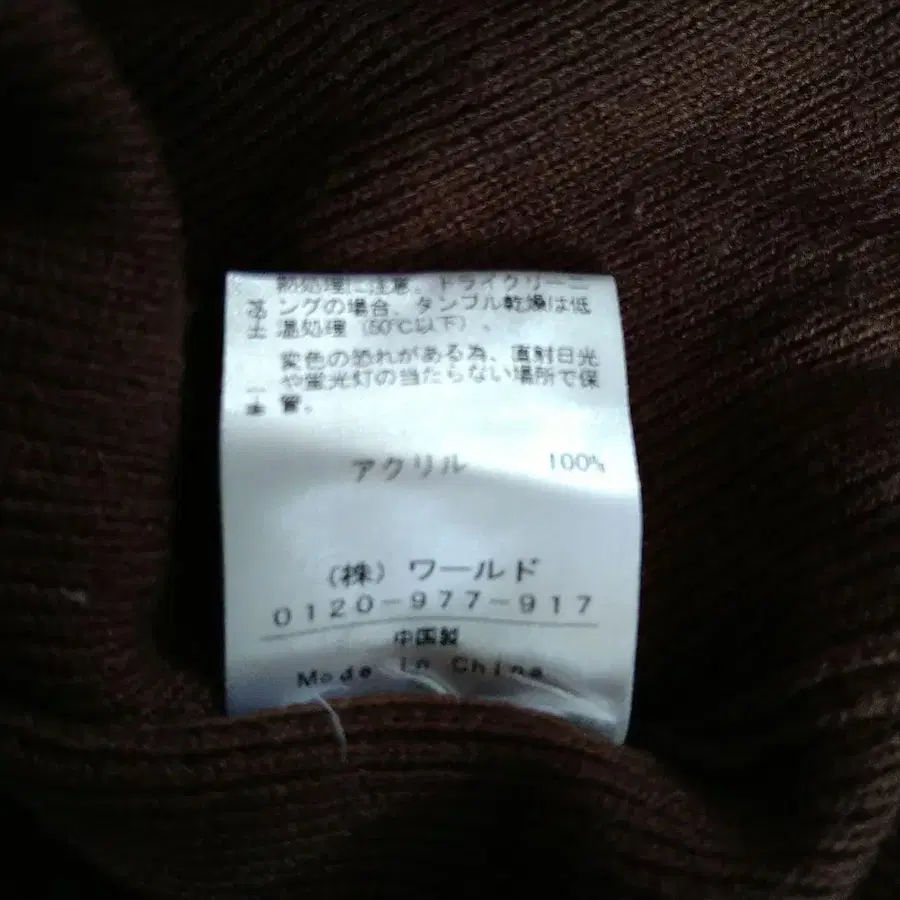 熱処理に注意。ドライクリーニ
ングの場合、タンブル乾燥は低
温処理(50℃以下)。
変色の恐れがある為、直射日光
や蛍光灯の当たらない場所で保
管。
アクリル 100%
(株)ワールド
0120-977-917
中国製
Made in China